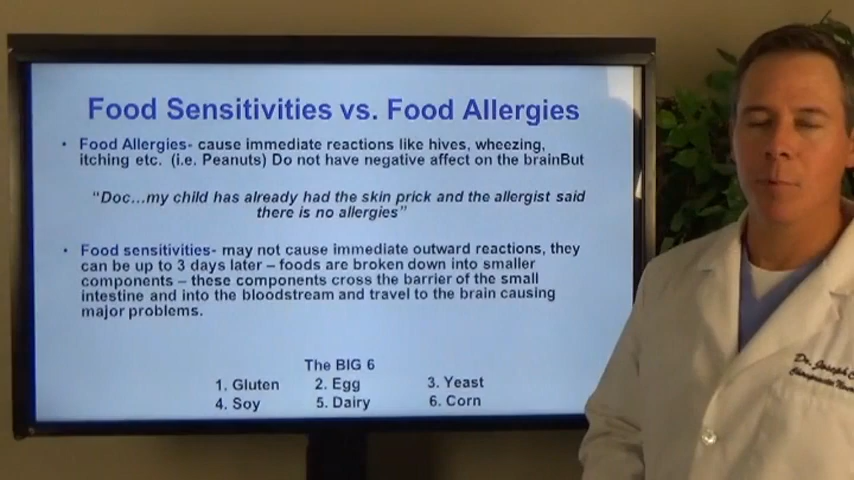 Food Sensitivities vs. Food Allergies
• Food Allergies- cause immediate reactions like hives, wheezing,
itching etc. (i.e. Peanuts) Do not have negative affect on the brainBut
“Doc...my child has already had the skin prick and the allergist said
there is no allergies”
• Food sensitivities- may not cause immediate outward reactions, they
can be up to 3 days later – foods are broken down into smaller
components – these components cross the barrier of the small
intestine and into the bloodstream and travel to the brain causing
major problems.
The BIG 6
1. Gluten 2. Egg 3. Yeast
4. Soy 5. Dairy 6. Corn
Dr. Joseph